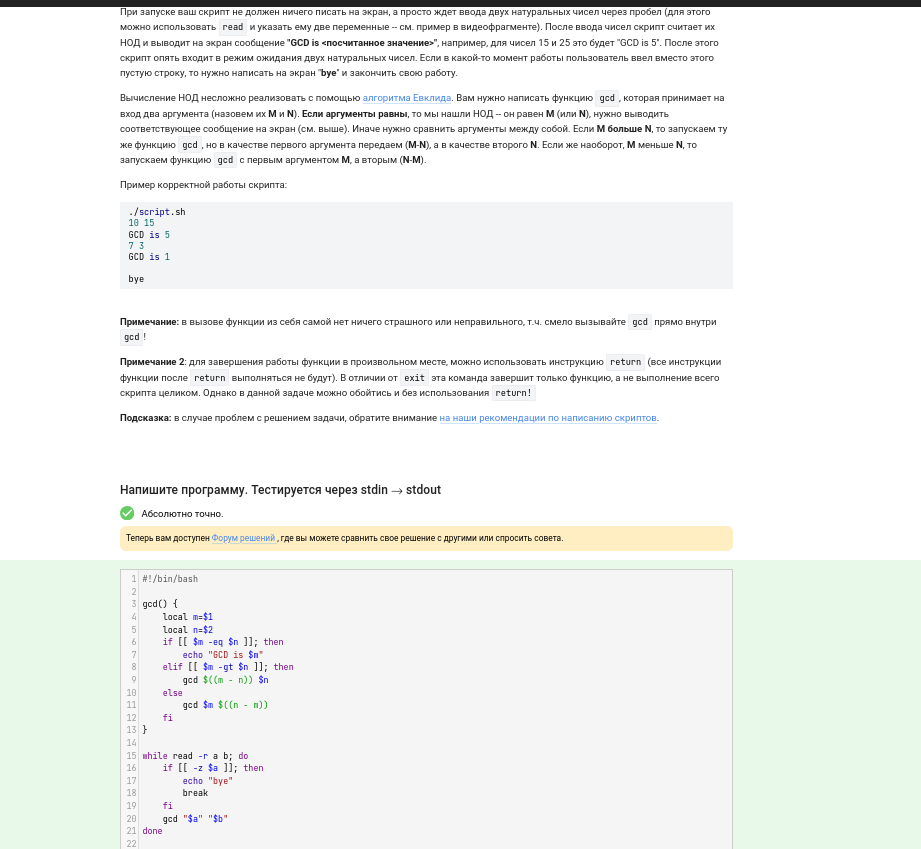 При запуске ваш скрипт не должен ничего писать на экран, а просто ждет ввода двух натуральных чисел через пробел (для этого
можно использовать read и указать ему две переменные -- см. пример в видеофрагменте). После ввода чисел скрипт считает их
НОД и выводит на экран сообщение "GCD is <посчитанное значение>", например, для чисел 15 и 25 это будет "GCD is 5". После этого
скрипт опять входит в режим ожидания двух натуральных чисел. Если в какой-то момент работы пользователь ввел вместо этого
пустую строку, то нужно написать на экран "bye" и закончить свою работу.
Вычисление НОД несложно реализовать с помощью алгоритма Евклида. Вам нужно написать функцию gcd, которая принимает на
вход два аргумента (назовем их M и N). Если аргументы равны, то мы нашли НОД -- он равен M (или N), нужно выводить
соответствующее сообщение на экран (см. выше). Иначе нужно сравнить аргументы между собой. Если M больше N, то запускаем ту
же функцию gcd, но в качестве первого аргумента передаем (M-N), а в качестве второго N. Если же наоборот, M меньше N, то
запускаем функцию gcd с первым аргументом M, а вторым (N-M).
Пример корректной работы скрипта:
./script.sh
10 15
GCD is 5
7 3
GCD is 1
bye
Примечание: в вызове функции из себя самой нет ничего страшного или неправильного, т.ч. смело вызывайте gcd прямо внутри
gcd!
Примечание 2: для завершения работы функции в произвольном месте, можно использовать инструкцию return (все инструкции
функции после return выполняться не будут). В отличии от exit эта команда завершит только функцию, а не выполнение всего
скрипта целиком. Однако в данной задаче можно обойтись и без использования return!
Подсказка: в случае проблем с решением задачи, обратите внимание на наши рекомендации по написанию скриптов.
Напишите программу. Тестируется через stdin → stdout
Абсолютно точно.
Теперь вам доступен Форум решений, где вы можете сравнить свое решение с другими или спросить совета.
1 #!/bin/bash
2
3 gcd() {
4     local m=$1
5     local n=$2
6     if [[ $m -eq $n ]]; then
7         echo "GCD is $m"
8     elif [[ $m -gt $n ]]; then
9         gcd $((m - n)) $n
10     else
11         gcd $m $((n - m))
12     fi
13 }
14
15 while read -r a b; do
16     if [[ -z $a ]]; then
17         echo "bye"
18         break
19     fi
20     gcd "$a" "$b"
21 done
22